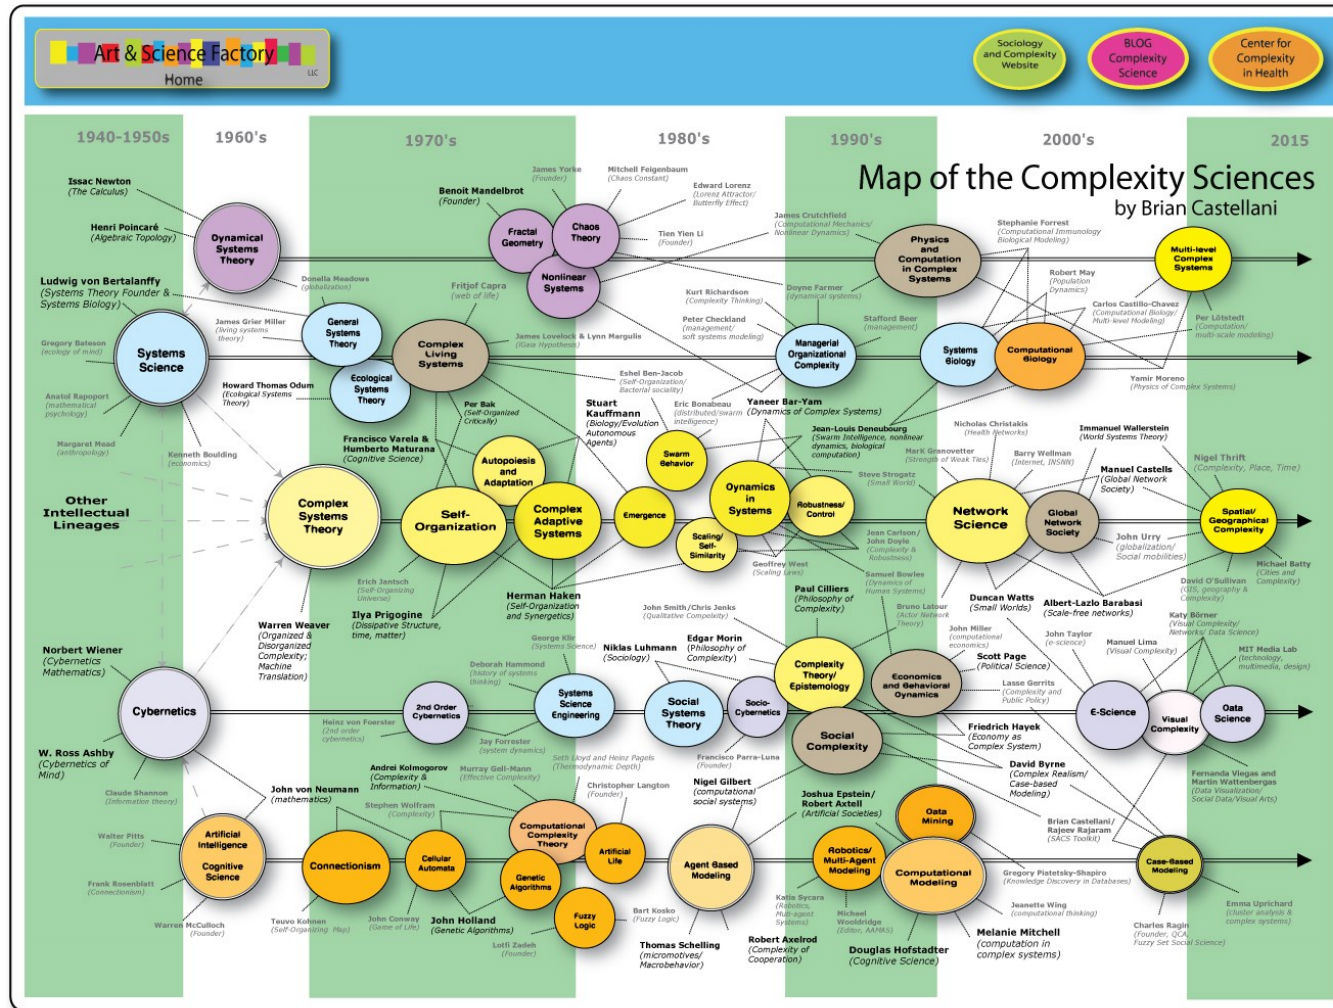 Art & Science Factory
LLC
Home
Sociology
and Complexity
Website
BLOG
Complexity
Science
Center for
Complexity
in Health
1940-1950s
1960's
1970's
1980's
1990's
2000's
2015
Map of the Complexity Sciences
by Brian Castellani
Issac Newton
(The Calculus)
Henri Poincaré
(Algebraic Topology)
Dynamical
Systems
Theory
Benoit Mandelbrot
(Founder)
James Yorke
(Founder)
Mitchell Feigenbaum
(Chaos Constant)
Edward Lorenz
(Lorenz Attractor/
Butterfly Effect)
Tien Yien Li
(Founder)
Fractal
Geometry
Chaos
Theory
Nonlinear
Systems
James Crutchfield
(Computational Mechanics/
Nonlinear Dynamics)
Physics
and
Computation
in Complex
Systems
Stephanie Forrest
(Computational Immunology
Biological Modeling)
Robert May
(Population
Dynamics)
Multi-level
Complex
Systems
Ludwig von Bertalanffy
(Systems Theory Founder &
Systems Biology)
Donella Meadows
(globalization)
Fritjof Capra
(web of life)
Kurt Richardson
(Complexity Thinking)
Doyne Farmer
(dynamical systems)
Carlos Castillo-Chavez
(Computational Biology/
Multi-level Modeling)
Per Lötstedt
(Computation/
multi-scale modeling)
Gregory Bateson
(ecology of mind)
Systems
Science
James Grier Miller
(living systems
theory)
General
Systems
Theory
Complex
Living
Systems
James Lovelock & Lynn Margulis
(Gaia Hypothesis)
Peter Checkland
(management/
soft systems modeling)
Stafford Beer
(management)
Managerial
Organizational
Complexity
Systems
Biology
Computational
Biology
Yamir Moreno
(Physics of Complex Systems)
Anatol Rapoport
(mathematical
psychology)
Howard Thomas Odum
(Ecological Systems
Theory)
Ecological
Systems
Theory
Eshel Ben-Jacob
(Self-Organization/
Bacterial sociality)
Margaret Mead
(anthropology)
Kenneth Boulding
(economics)
Per Bak
(Self-Organized
Critically)
Stuart
Kauffmann
(Biology/Evolution
Autonomous
Agents)
Eric Bonabeau
(distributed/swarm
intelligence)
Yaneer Bar-Yam
(Dynamics of Complex Systems)
Francisco Varela &
Humberto Maturana
(Cognitive Science)
Jean-Louis Deneubourg
(Swarm Intelligence, nonlinear
dynamics, biological
computation)
Nicholas Christakis
(Health Networks)
Immanuel Wallerstein
(World Systems Theory)
Mark Granovetter
(Strength of Weak Ties)
Barry Wellman
(Internet, INSNN)
Manuel Castells
(Global Network
Society)
Nigel Thrift
(Complexity, Place, Time)
Steve Strogatz
(Small World)
Other
Intellectual
Lineages
Complex
Systems
Theory
Self-
Organization
Autopoiesis
and
Adaptation
Complex
Adaptive
Systems
Emergence
Swarm
Behavior
Scaling/
Self-
Similarity
Dynamics
in
Systems
Robustness/
Control
Network
Science
Global
Network
Society
Spatial/
Geographical
Complexity
Jean Carlson/
John Doyle
(Complexity &
Robustness)
John Urry
(globalization/
Social mobilities)
Michael Batty
(Cities and
Complexity)
Geoffrey West
(Scaling Laws)
Samuel Bowles
(Dynamics of
Human Systems)
David O'Sullivan
(GIS, geography &
Complexity)
Erich Jantsch
(Self-Organizing
Universe)
Ilya Prigogine
(Dissipative Structure,
time, matter)
Herman Haken
(Self-Organization
and Synergetics)
Warren Weaver
(Organized &
Disorganized
Complexity;
Machine
Translation)
John Smith/Chris Jenks
(Qualitative Compelxity)
Paul Cilliers
(Philosophy of
Complexity)
Bruno Latour
(Actor Network
Theory)
Duncan Watts
(Small Worlds)
Albert-Lazlo Barabasi
(Scale-free networks)
Katy Börner
(Visual Complexity/
Networks/ Data Science)
Norbert Wiener
(Cybernetics
Mathematics)
George Klir
(Systems Science)
Niklas Luhmann
(Sociology)
Edgar Morin
(Philosophy of
Complexity)
John Miller
(computational
economics)
John Taylor
(e-science)
Manuel Lima
(Visual Complexity)
MIT Media Lab
(technology,
multimedia, design)
Deborah Hammond
(history of systems
thinking)
Scott Page
(Political Science)
Lasse Gerrits
(Complexity and
Public Policy)
Cybernetics
2nd Order
Cybernetics
Systems
Science
Engineering
Social
Systems
Theory
Socio-
Cybernetics
Complexity
Theory/
Epistemology
Economics
and Behavioral
Dynamics
E-Science
Visual
Complexity
Data
Science
Heinz von Foerster
(2nd order
cybernetics)
Jay Forrester
(system dynamics)
Social
Complexity
Friedrich Hayek
(Economy as
Complex System)
W. Ross Ashby
(Cybernetics of
Mind)
Francisco Parra-Luna
(Founder)
Seth Lloyd and Heinz Pagels
(Thermodynamic Depth)
David Byrne
(Complex Realism/
Case-based
Modeling)
Fernanda Viegas and
Martin Wattenbergas
(Data Visualization/
Social Data/Visual Arts)
Claude Shannon
(Information theory)
John von Neumann
(mathematics)
Andrei Kolmogorov
(Complexity &
Information)
Murray Gell-Mann
(Effective Complexity)
Christopher Langton
(Founder)
Nigel Gilbert
(computational
social systems)
Joshua Epstein/
Robert Axtell
(Artificial Societies)
Stephen Wolfram
(Complexity)
Brian Castellani/
Rajeev Rajaram
(SACS Toolkit)
Walter Pitts
(Founder)
Artificial
Intelligence
Cognitive
Science
Connectionism
Cellular
Automata
Computational
Complexity
Theory
Genetic
Algorithms
Artificial
Life
Fuzzy
Logic
Agent Based
Modeling
Robotics/
Multi-Agent
Modeling
Data
Mining
Computational
Modeling
Case-Based
Modeling
Frank Rosenblatt
(Connectionism)
Gregory Piatetsky-Shapiro
(Knowledge Discovery in Databases)
Warren McCulloch
(Founder)
Teuvo Kohnen
(Self-Organizing Map)
John Conway
(Game of Life)
John Holland
(Genetic Algorithms)
Lotfi Zadeh
(Founder)
Bart Kosko
(Fuzzy Logic)
Thomas Schelling
(micromotives/
Macrobehavior)
Robert Axelrod
(Complexity of
Cooperation)
Katia Sycara
(Robotics,
Muti-agent
Systems)
Michael
Wooldridge
(Editor, AAMAS)
Douglas Hofstadter
(Cognitive Science)
Melanie Mitchell
(computation in
complex systems)
Jeanette Wing
(computational thinking)
Charles Ragin
(Founder, QCA,
Fuzzy Set Social Science)
Emma Uprichard
(cluster analysis &
complex systems)